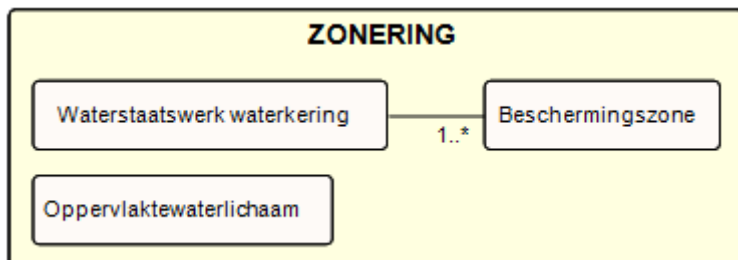 ZONERING
Waterstaatswerk waterkering
Beschermingszone
1..*
Oppervlaktewaterlichaam